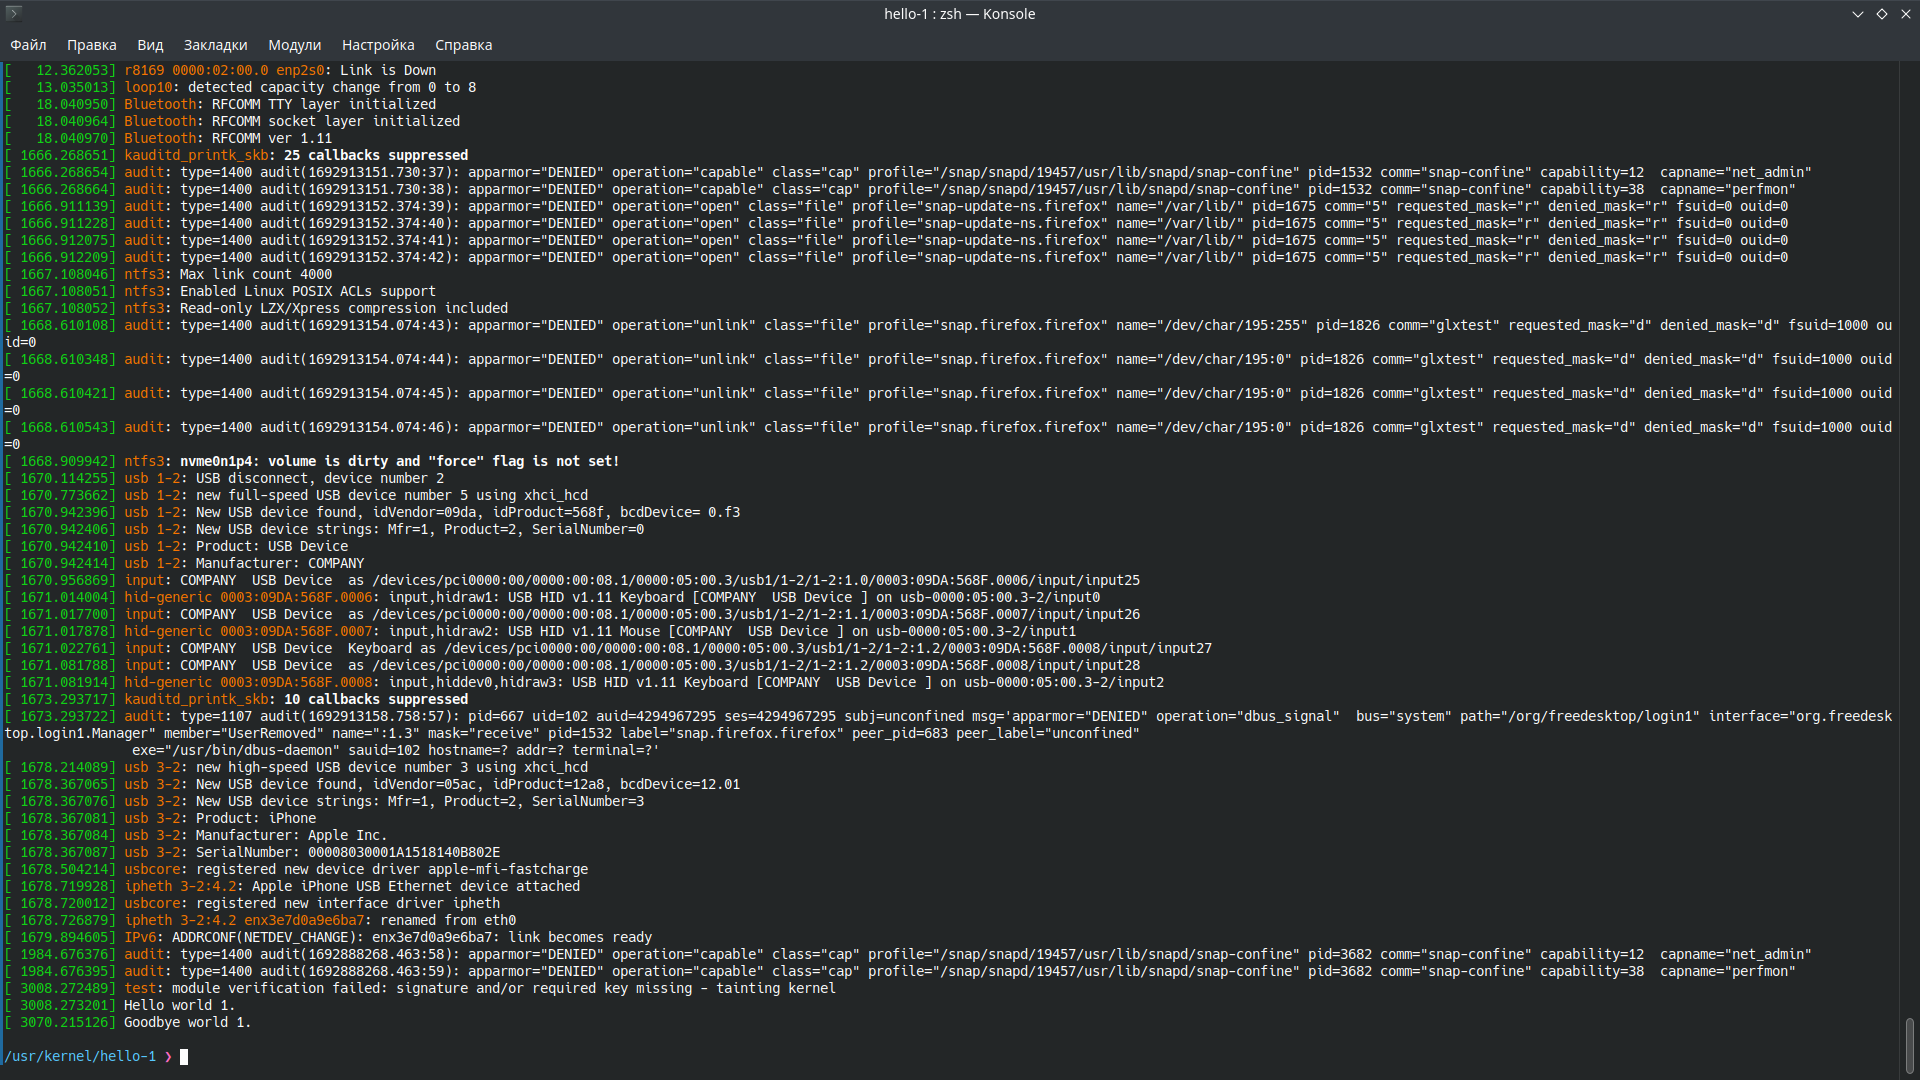 hello-1 : zsh — Konsole
Файл Правка Вид Закладки Модули Настройка Справка
[   12.362053] r8169 0000:02:00.0 enp2s0: Link is Down
[   13.035013] loop10: detected capacity change from 0 to 8
[   18.040950] Bluetooth: RFCOMM TTY layer initialized
[   18.040964] Bluetooth: RFCOMM socket layer initialized
[   18.040970] Bluetooth: RFCOMM ver 1.11
[ 1666.268651] kauditd_printk_skb: 25 callbacks suppressed
[ 1666.268654] audit: type=1400 audit(1692913151.730:37): apparmor="DENIED" operation="capable" class="cap" profile="/snap/snapd/19457/usr/lib/snapd/snap-confine" pid=1532 comm="snap-confine" capability=12  capname="net_admin"
[ 1666.268664] audit: type=1400 audit(1692913151.730:38): apparmor="DENIED" operation="capable" class="cap" profile="/snap/snapd/19457/usr/lib/snapd/snap-confine" pid=1532 comm="snap-confine" capability=38  capname="perfmon"
[ 1666.911139] audit: type=1400 audit(1692913152.374:39): apparmor="DENIED" operation="open" class="file" profile="snap-update-ns.firefox" name="/var/lib/" pid=1675 comm="5" requested_mask="r" denied_mask="r" fsuid=0 ouid=0
[ 1666.911228] audit: type=1400 audit(1692913152.374:40): apparmor="DENIED" operation="open" class="file" profile="snap-update-ns.firefox" name="/var/lib/" pid=1675 comm="5" requested_mask="r" denied_mask="r" fsuid=0 ouid=0
[ 1666.912075] audit: type=1400 audit(1692913152.374:41): apparmor="DENIED" operation="open" class="file" profile="snap-update-ns.firefox" name="/var/lib/" pid=1675 comm="5" requested_mask="r" denied_mask="r" fsuid=0 ouid=0
[ 1666.912209] audit: type=1400 audit(1692913152.374:42): apparmor="DENIED" operation="open" class="file" profile="snap-update-ns.firefox" name="/var/lib/" pid=1675 comm="5" requested_mask="r" denied_mask="r" fsuid=0 ouid=0
[ 1667.108046] ntfs3: Max link count 4000
[ 1667.108051] ntfs3: Enabled Linux POSIX ACLs support
[ 1667.108052] ntfs3: Read-only LZX/Xpress compression included
[ 1668.610108] audit: type=1400 audit(1692913154.074:43): apparmor="DENIED" operation="unlink" class="file" profile="snap.firefox.firefox" name="/dev/char/195:255" pid=1826 comm="glxtest" requested_mask="d" denied_mask="d" fsuid=1000 ou
id=0
[ 1668.610348] audit: type=1400 audit(1692913154.074:44): apparmor="DENIED" operation="unlink" class="file" profile="snap.firefox.firefox" name="/dev/char/195:0" pid=1826 comm="glxtest" requested_mask="d" denied_mask="d" fsuid=1000 ouid
=0
[ 1668.610421] audit: type=1400 audit(1692913154.074:45): apparmor="DENIED" operation="unlink" class="file" profile="snap.firefox.firefox" name="/dev/char/195:0" pid=1826 comm="glxtest" requested_mask="d" denied_mask="d" fsuid=1000 ouid
=0
[ 1668.610543] audit: type=1400 audit(1692913154.074:46): apparmor="DENIED" operation="unlink" class="file" profile="snap.firefox.firefox" name="/dev/char/195:0" pid=1826 comm="glxtest" requested_mask="d" denied_mask="d" fsuid=1000 ouid
=0
[ 1668.909942] ntfs3: nvme0n1p4: volume is dirty and "force" flag is not set!
[ 1670.114255] usb 1-2: USB disconnect, device number 2
[ 1670.773662] usb 1-2: new full-speed USB device number 5 using xhci_hcd
[ 1670.942396] usb 1-2: New USB device found, idVendor=09da, idProduct=568f, bcdDevice= 0.f3
[ 1670.942406] usb 1-2: New USB device strings: Mfr=1, Product=2, SerialNumber=0
[ 1670.942410] usb 1-2: Product: USB Device
[ 1670.942414] usb 1-2: Manufacturer: COMPANY
[ 1670.956869] input: COMPANY  USB Device  as /devices/pci0000:00/0000:00:08.1/0000:05:00.3/usb1/1-2/1-2:1.0/0003:09DA:568F.0006/input/input25
[ 1671.014004] hid-generic 0003:09DA:568F.0006: input,hidraw1: USB HID v1.11 Keyboard [COMPANY  USB Device ] on usb-0000:05:00.3-2/input0
[ 1671.017700] input: COMPANY  USB Device  as /devices/pci0000:00/0000:00:08.1/0000:05:00.3/usb1/1-2/1-2:1.1/0003:09DA:568F.0007/input/input26
[ 1671.017878] hid-generic 0003:09DA:568F.0007: input,hidraw2: USB HID v1.11 Mouse [COMPANY  USB Device ] on usb-0000:05:00.3-2/input1
[ 1671.022761] input: COMPANY  USB Device  Keyboard as /devices/pci0000:00/0000:00:08.1/0000:05:00.3/usb1/1-2/1-2:1.2/0003:09DA:568F.0008/input/input27
[ 1671.081788] input: COMPANY  USB Device  as /devices/pci0000:00/0000:00:08.1/0000:05:00.3/usb1/1-2/1-2:1.2/0003:09DA:568F.0008/input/input28
[ 1671.081914] hid-generic 0003:09DA:568F.0008: input,hiddev0,hidraw3: USB HID v1.11 Keyboard [COMPANY  USB Device ] on usb-0000:05:00.3-2/input2
[ 1673.293717] kauditd_printk_skb: 10 callbacks suppressed
[ 1673.293722] audit: type=1107 audit(1692913158.758:57): pid=667 uid=102 auid=4294967295 ses=4294967295 subj=unconfined msg='apparmor="DENIED" operation="dbus_signal"  bus="system" path="/org/freedesktop/login1" interface="org.freedesk
top.login1.Manager" member="UserRemoved" name=":1.3" mask="receive" pid=1532 label="snap.firefox.firefox" peer_pid=683 peer_label="unconfined"
exe="/usr/bin/dbus-daemon" sauid=102 hostname=? addr=? terminal=?'
[ 1678.214089] usb 3-2: new high-speed USB device number 3 using xhci_hcd
[ 1678.367065] usb 3-2: New USB device found, idVendor=05ac, idProduct=12a8, bcdDevice=12.01
[ 1678.367076] usb 3-2: New USB device strings: Mfr=1, Product=2, SerialNumber=3
[ 1678.367081] usb 3-2: Product: iPhone
[ 1678.367084] usb 3-2: Manufacturer: Apple Inc.
[ 1678.367087] usb 3-2: SerialNumber: 00008030001A1518140B802E
[ 1678.504214] usbcore: registered new device driver apple-mfi-fastcharge
[ 1678.719928] ipheth 3-2:4.2: Apple iPhone USB Ethernet device attached
[ 1678.720012] usbcore: registered new interface driver ipheth
[ 1678.726879] ipheth 3-2:4.2 enx3e7d0a9e6ba7: renamed from eth0
[ 1679.894605] IPv6: ADDRCONF(NETDEV_CHANGE): enx3e7d0a9e6ba7: link becomes ready
[ 1984.676376] audit: type=1400 audit(1692888268.463:58): apparmor="DENIED" operation="capable" class="cap" profile="/snap/snapd/19457/usr/lib/snapd/snap-confine" pid=3682 comm="snap-confine" capability=12  capname="net_admin"
[ 1984.676395] audit: type=1400 audit(1692888268.463:59): apparmor="DENIED" operation="capable" class="cap" profile="/snap/snapd/19457/usr/lib/snapd/snap-confine" pid=3682 comm="snap-confine" capability=38  capname="perfmon"
[ 3008.272489] test: module verification failed: signature and/or required key missing - tainting kernel
[ 3008.273201] Hello world 1.
[ 3070.215126] Goodbye world 1.
/usr/kernel/hello-1 ❯